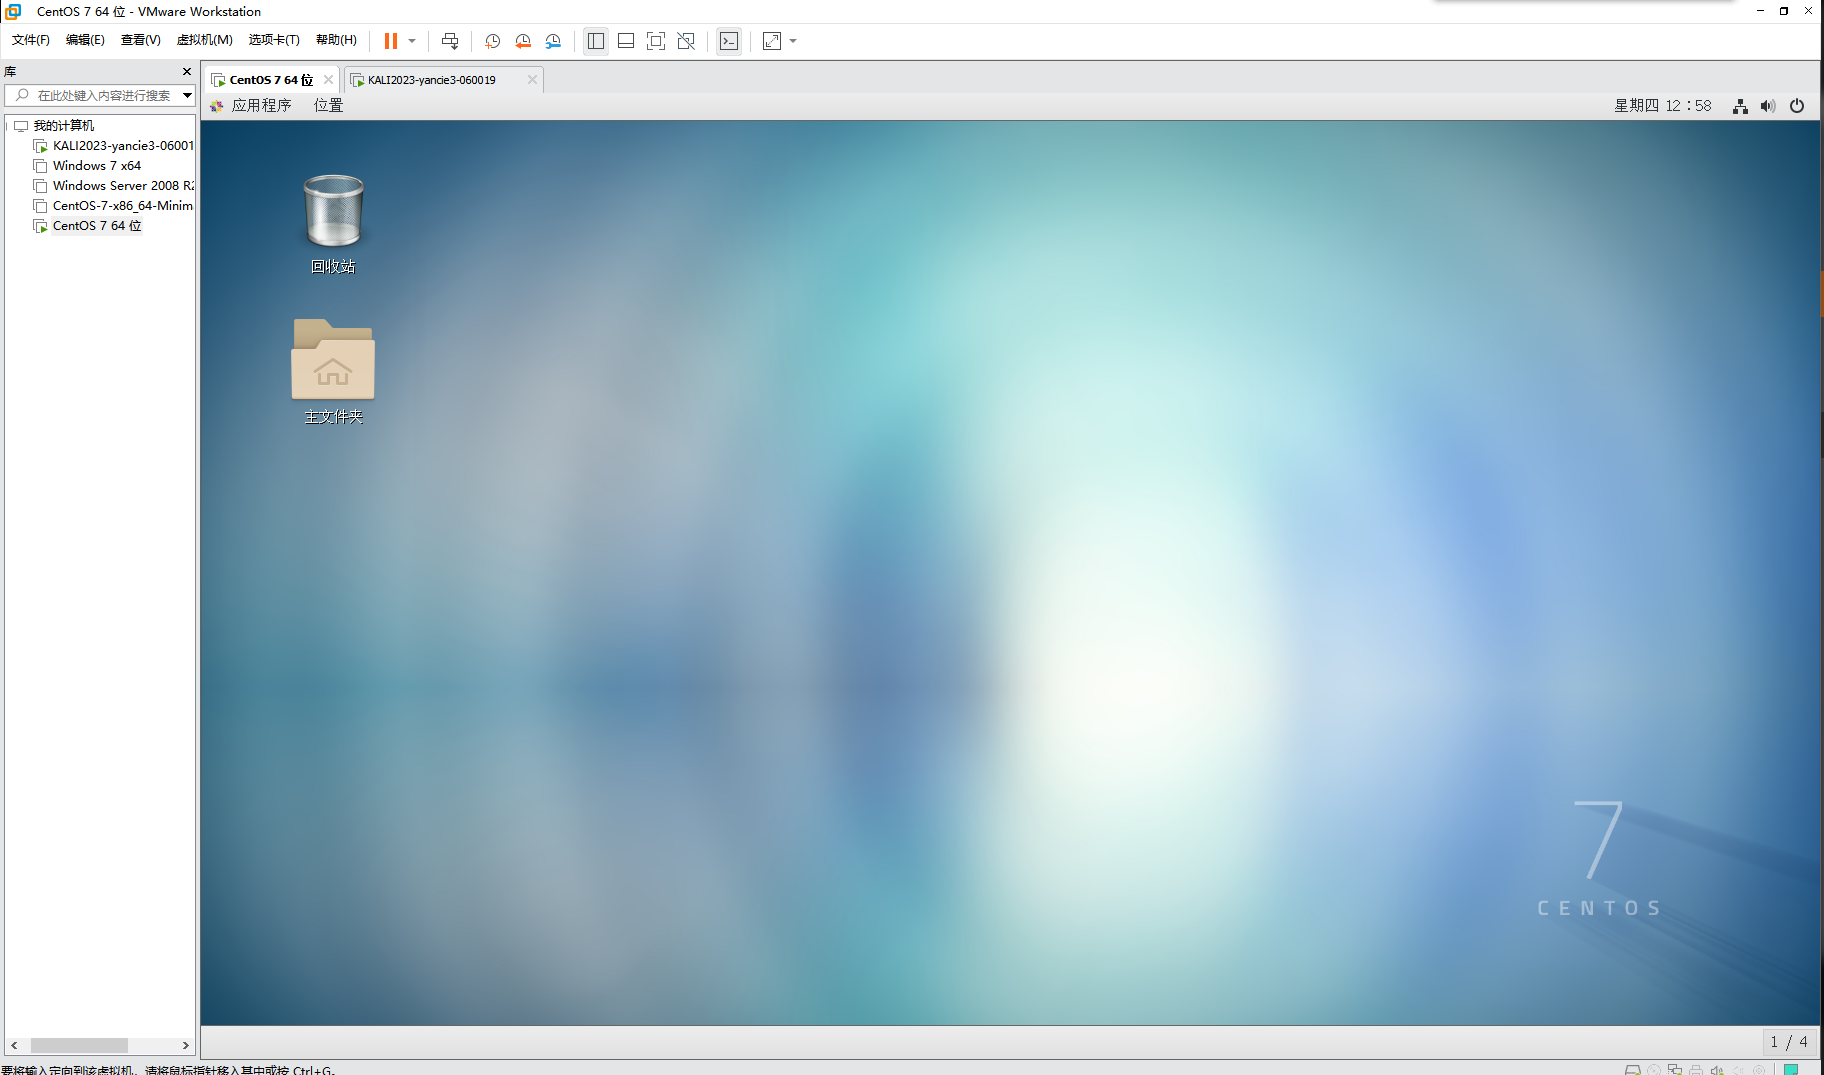 CentOS 7 64 位 - VMware Workstation
文件(F) 编辑(E) 查看(V) 虚拟机(M) 选项卡(T) 帮助(H)
库
在此处键入内容进行搜索
我的计算机
KALI2023-yancie3-06001
Windows 7 x64
Windows Server 2008 R2
CentOS-7-x86_64-Minim
CentOS 7 64 位
CentOS 7 64 位 KALI2023-yancie3-060019
应用程序 位置 星期四 12:58
回收站
主文件夹
7
CENTOS
1 / 4
要将输入定向到该虚拟机，请将鼠标指针移入其中或按 Ctrl+G。